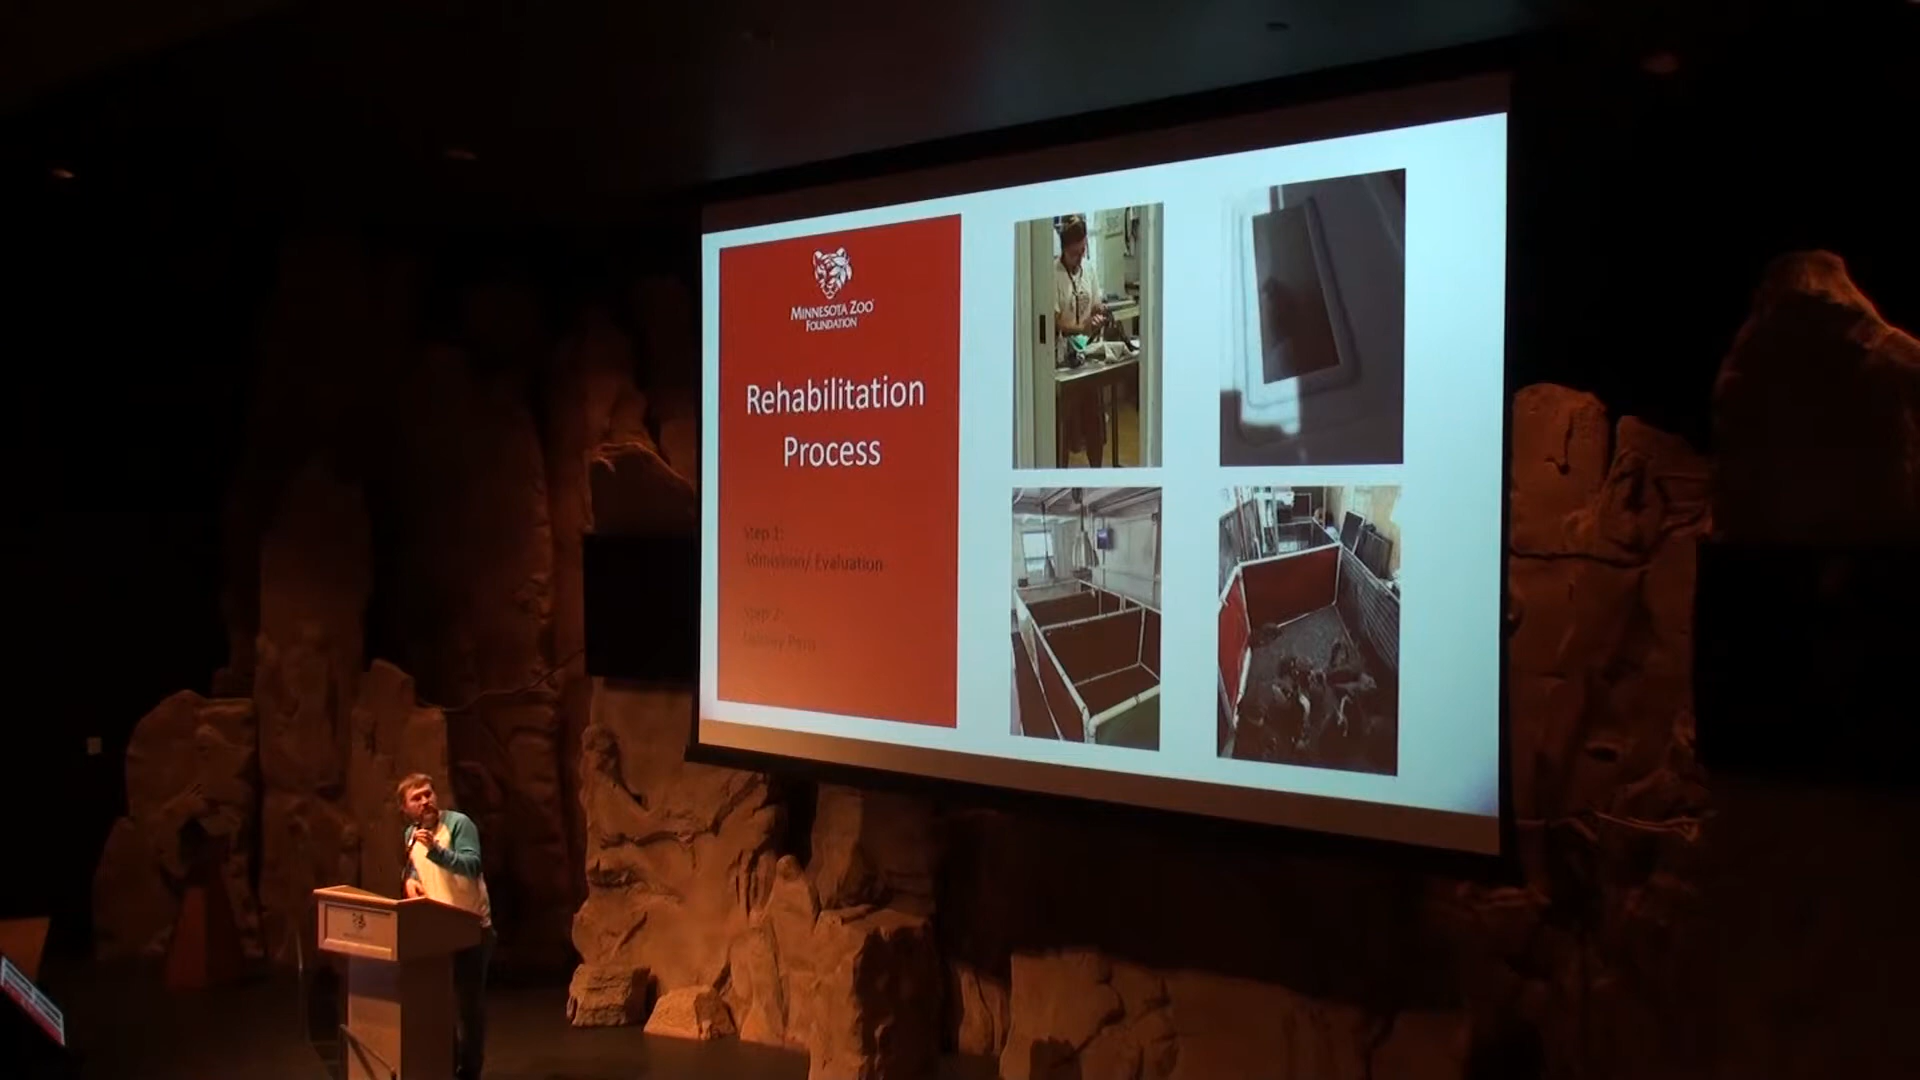 MINNESOTA ZOO
FOUNDATION
Rehabilitation
Process
Step 1:
Admission/ Evaluation
Step 2: